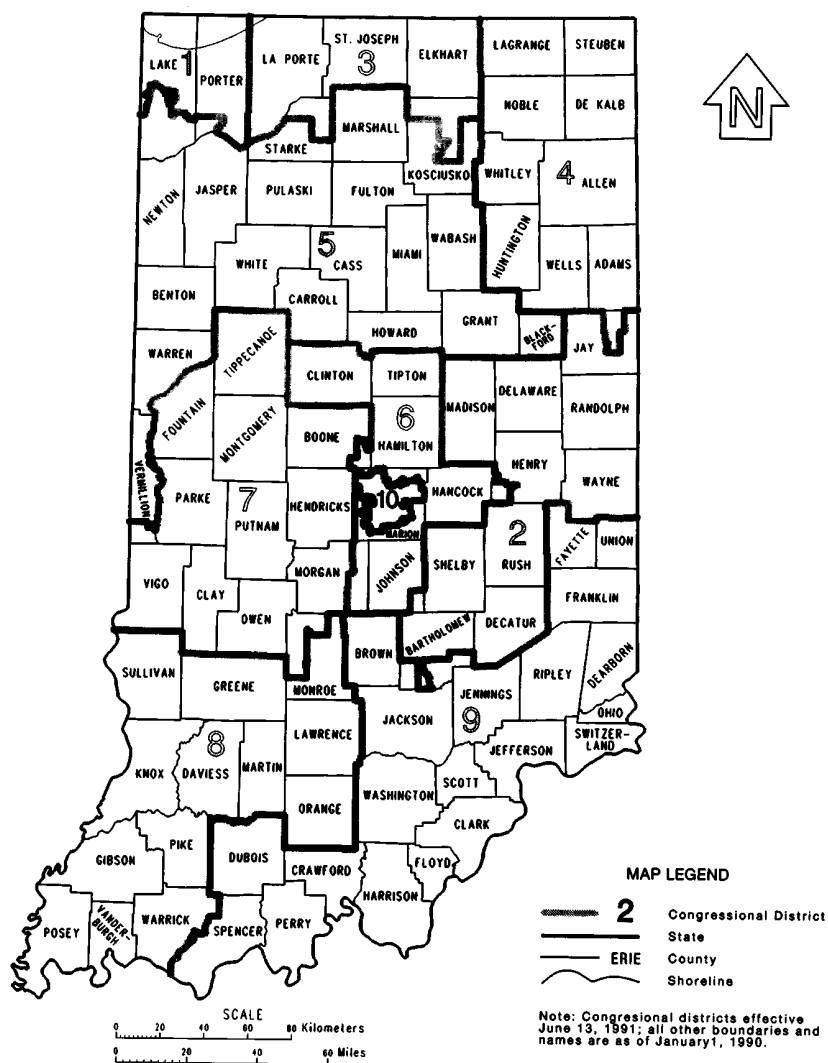 ST. JOSEPH
LAKE
1
PORTER
LA PORTE
3
ELKHART
LAGRANGE
STEUBEN
N
NOBLE
DE KALB
MARSHALL
STARKE
KOSCIUSKO
WHITLEY
4
ALLEN
NEWTON
JASPER
PULASKI
FULTON
HUNTINGTON
WABASH
MIAMI
5
WHITE
CASS
WELLS
ADAMS
BENTON
CARROLL
GRANT
HOWARD
BLACK-
FORD
JAY
WARREN
TIPPECANOE
CLINTON
TIPTON
MADISON
DELAWARE
RANDOLPH
FOUNTAIN
MONTGOMERY
BOONE
6
HAMILTON
HENRY
WAYNE
VERMILLION
PARKE
7
PUTNAM
HENDRICKS
10
MARION
HANCOCK
2
RUSH
FAYETTE
UNION
VIGO
CLAY
MORGAN
JOHNSON
SHELBY
FRANKLIN
OWEN
DECATUR
BROWN
BARTHOLOMEW
SULLIVAN
GREENE
MONROE
RIPLEY
DEARBORN
JENNINGS
9
JACKSON
OHIO
SWITZER-
LAND
JEFFERSON
8
LAWRENCE
KNOX
DAVIESS
MARTIN
SCOTT
WASHINGTON
ORANGE
CLARK
PIKE
GIBSON
DUBOIS
CRAWFORD
FLOYD
HARRISON
POSEY
VANDER-
BURGH
WARRICK
SPENCER
PERRY
MAP LEGEND
2 Congressional District
State
ERIE County
Shoreline
SCALE
0 20 40 60 80 Kilometers
0 20 40 60 Miles
Note: Congresional districts effective
June 13, 1991; all other boundaries and
names are as of January1, 1990.